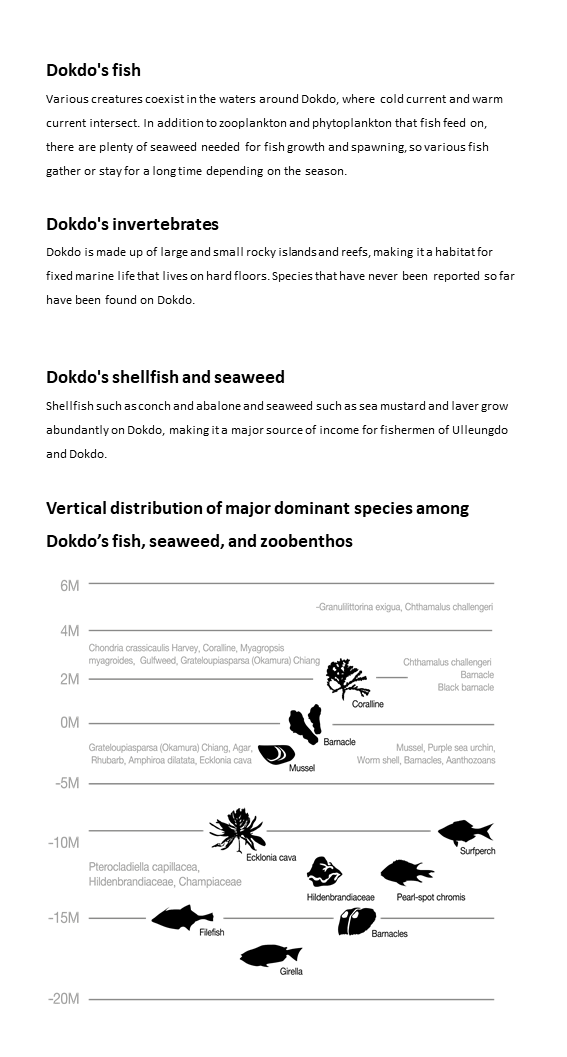 Dokdo's fish
Various creatures coexist in the waters around Dokdo, where cold current and warm
current intersect. In addition to zooplankton and phytoplankton that fish feed on,
there are plenty of seaweed needed for fish growth and spawning, so various fish
gather or stay for a long time depending on the season.
Dokdo's invertebrates
Dokdo is made up of large and small rocky islands and reefs, making it a habitat for
fixed marine life that lives on hard floors. Species that have never been reported so far
have been found on Dokdo.
Dokdo's shellfish and seaweed
Shellfish such as conch and abalone and seaweed such as sea mustard and laver grow
abundantly on Dokdo, making it a major source of income for fishermen of Ulleungdo
and Dokdo.
Vertical distribution of major dominant species among
Dokdo’s fish, seaweed, and zoobenthos
6M
-Granulilittorina exigua, Chthamalus challengeri
4M
Chondria crassicaulis Harvey, Coralline, Myagropsis
myagroides, Gulfweed, Grateloupiasparsa (Okamura) Chiang
Chthamalus challengeri
Barnacle
Black barnacle
2M
Coralline
0M
Barnacle
Grateloupiasparsa (Okamura) Chiang, Agar,
Rhubarb, Amphiroa dilatata, Ecklonia cava
Mussel
Mussel, Purple sea urchin,
Worm shell, Barnacles, Aanthozoans
-5M
-10M
Ecklonia cava
Surfperch
Pterocladiella capillacea,
Hildenbrandiaceae, Champiaceae
Hildenbrandiaceae
Pearl-spot chromis
-15M
Filefish
Barnacles
Girella
-20M